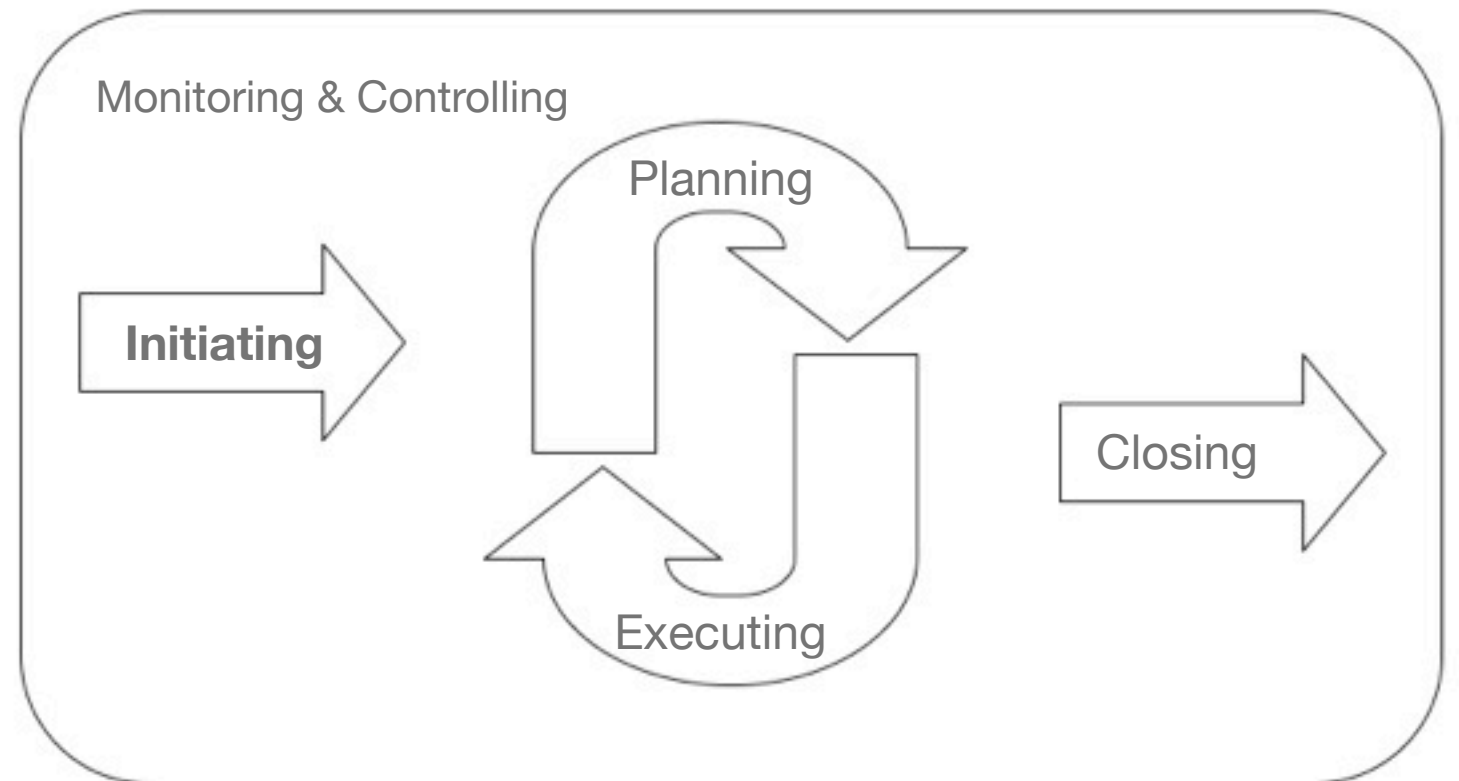 Monitoring & Controlling
Planning
Initiating
Closing
Executing